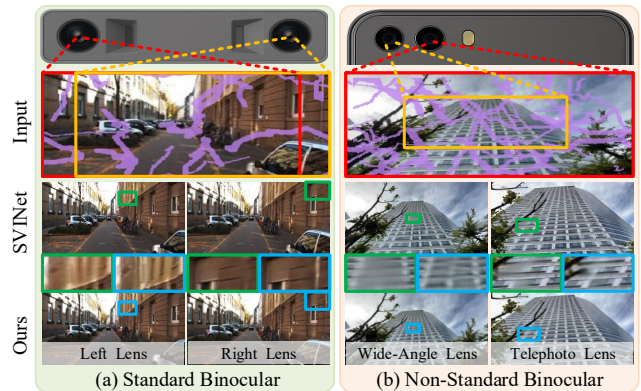 Input
SVINet
Ours
Left Lens
Right Lens
Wide-Angle Lens
Telephoto Lens
(a) Standard Binocular
(b) Non-Standard Binocular